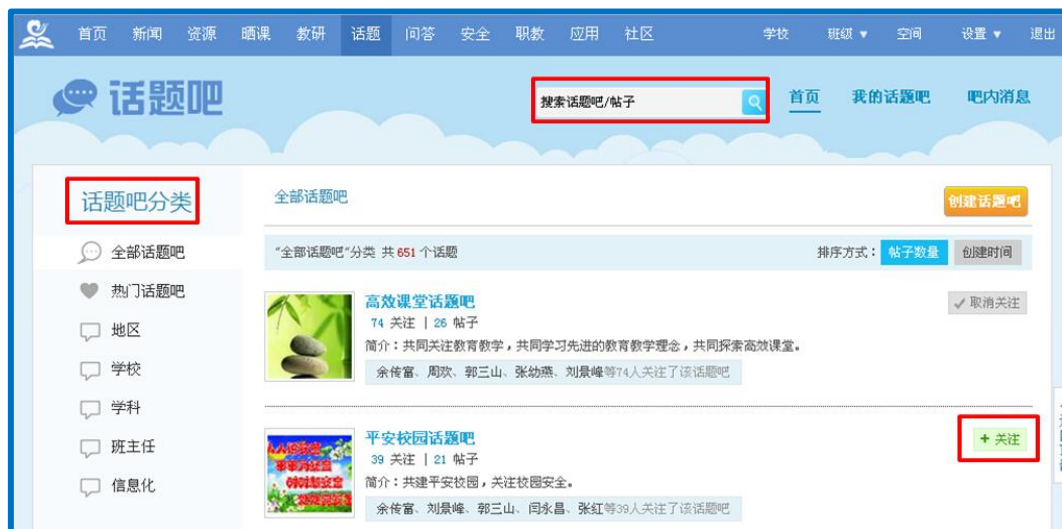 首页 新闻 资源 晒课 教研 话题 问答 安全 职教 应用 社区 学校 班级 ▼ 空间 设置 ▼ 退出
话题吧 搜索话题吧/帖子 首页 我的话题吧 吧内消息
话题吧分类
全部话题吧
热门话题吧
地区
学校
学科
班主任
信息化
全部话题吧 创建话题吧
"全部话题吧"分类 共 651 个话题 排序方式: 帖子数量 创建时间
高效课堂话题吧 取消关注
74 关注 | 26 帖子
简介:共同关注教育教学,共同学习先进的教育教学理念,共同探索高效课堂。
余传富、周欢、郭三山、张幼燕、刘景峰等74人关注了该话题吧
平安校园话题吧 + 关注
39 关注 | 21 帖子
简介:共建平安校园,关注校园安全。
余传富、刘景峰、郭三山、闫永昌、张红等39人关注了该话题吧